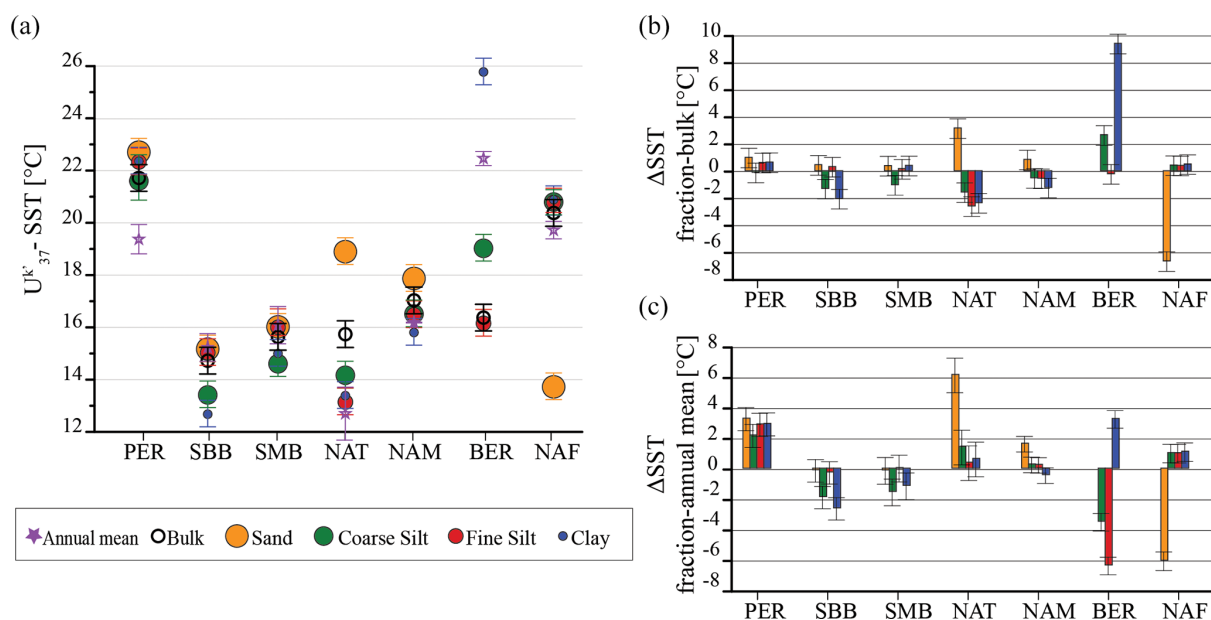 (a)
26
24
22
20
18
16
14
12
U^k'_37 - SST [°C]
PER SBB SMB NAT NAM BER NAF
Annual mean Bulk Sand Coarse Silt Fine Silt Clay
(b)
10
8
6
4
2
0
-2
-4
-6
-8
ΔSST
fraction-bulk [°C]
PER SBB SMB NAT NAM BER NAF
(c)
8
6
4
2
0
-2
-4
-6
-8
ΔSST
fraction-annual mean [°C]
PER SBB SMB NAT NAM BER NAF